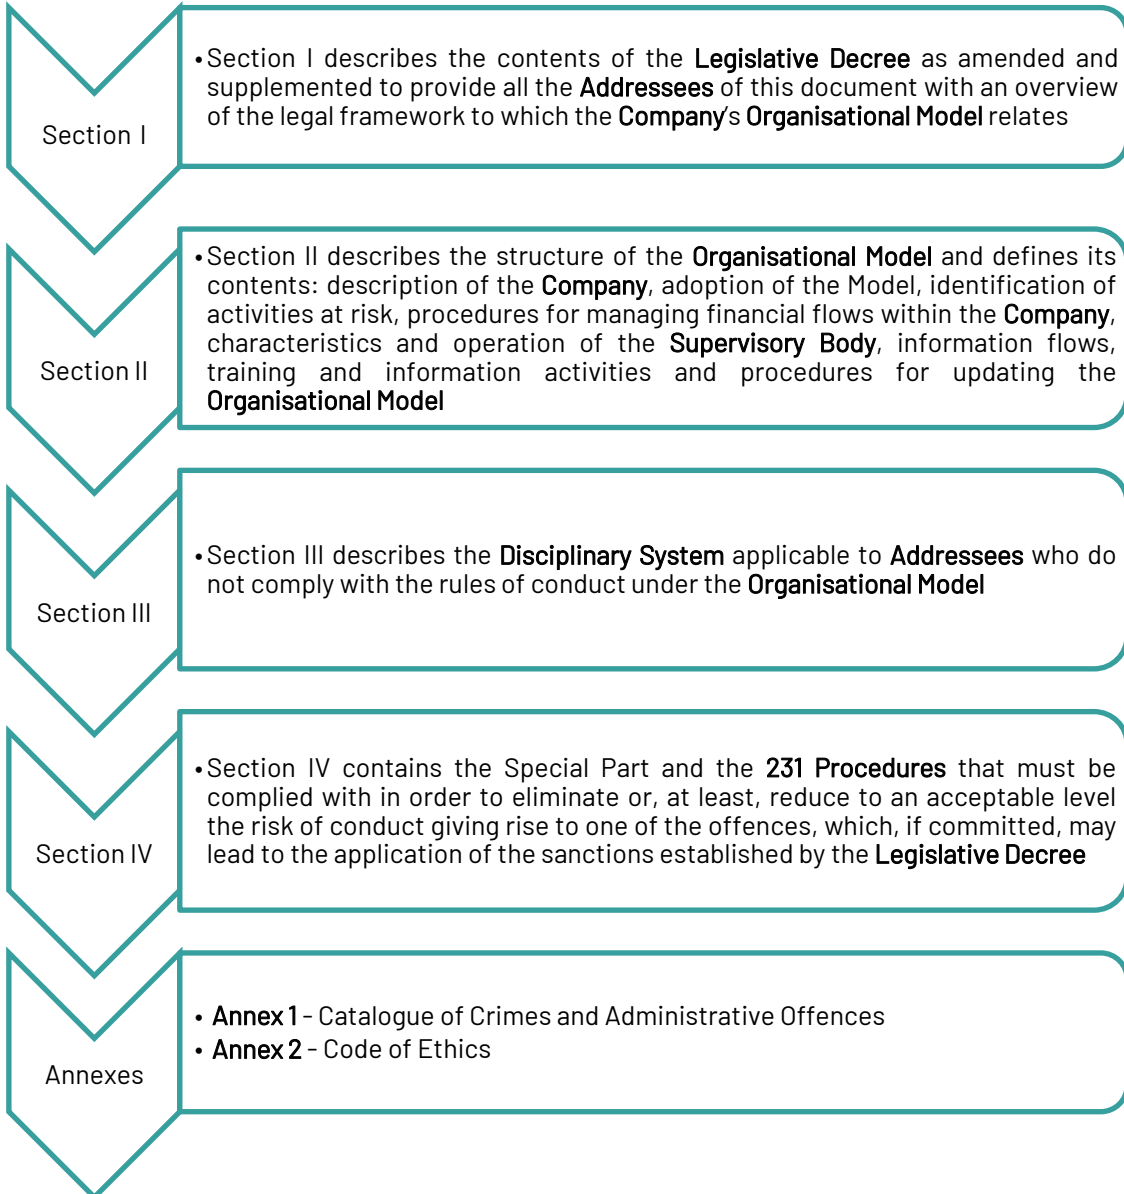 Section I
• Section I describes the contents of the Legislative Decree as amended and
supplemented to provide all the Addressees of this document with an overview
of the legal framework to which the Company's Organisational Model relates
Section II
• Section II describes the structure of the Organisational Model and defines its
contents: description of the Company, adoption of the Model, identification of
activities at risk, procedures for managing financial flows within the Company,
characteristics and operation of the Supervisory Body, information flows,
training and information activities and procedures for updating the
Organisational Model
Section III
• Section III describes the Disciplinary System applicable to Addressees who do
not comply with the rules of conduct under the Organisational Model
Section IV
• Section IV contains the Special Part and the 231 Procedures that must be
complied with in order to eliminate or, at least, reduce to an acceptable level
the risk of conduct giving rise to one of the offences, which, if committed, may
lead to the application of the sanctions established by the Legislative Decree
Annexes
• Annex 1 - Catalogue of Crimes and Administrative Offences
• Annex 2 - Code of Ethics